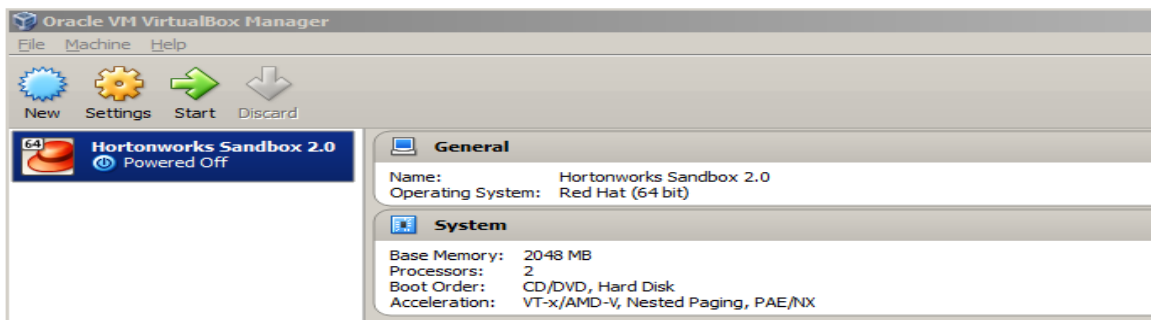 Oracle VM VirtualBox Manager
File Machine Help
New Settings Start Discard
64
Hortonworks Sandbox 2.0
Powered Off
General
Name: Hortonworks Sandbox 2.0
Operating System: Red Hat (64 bit)
System
Base Memory: 2048 MB
Processors: 2
Boot Order: CD/DVD, Hard Disk
Acceleration: VT-x/AMD-V, Nested Paging, PAE/NX